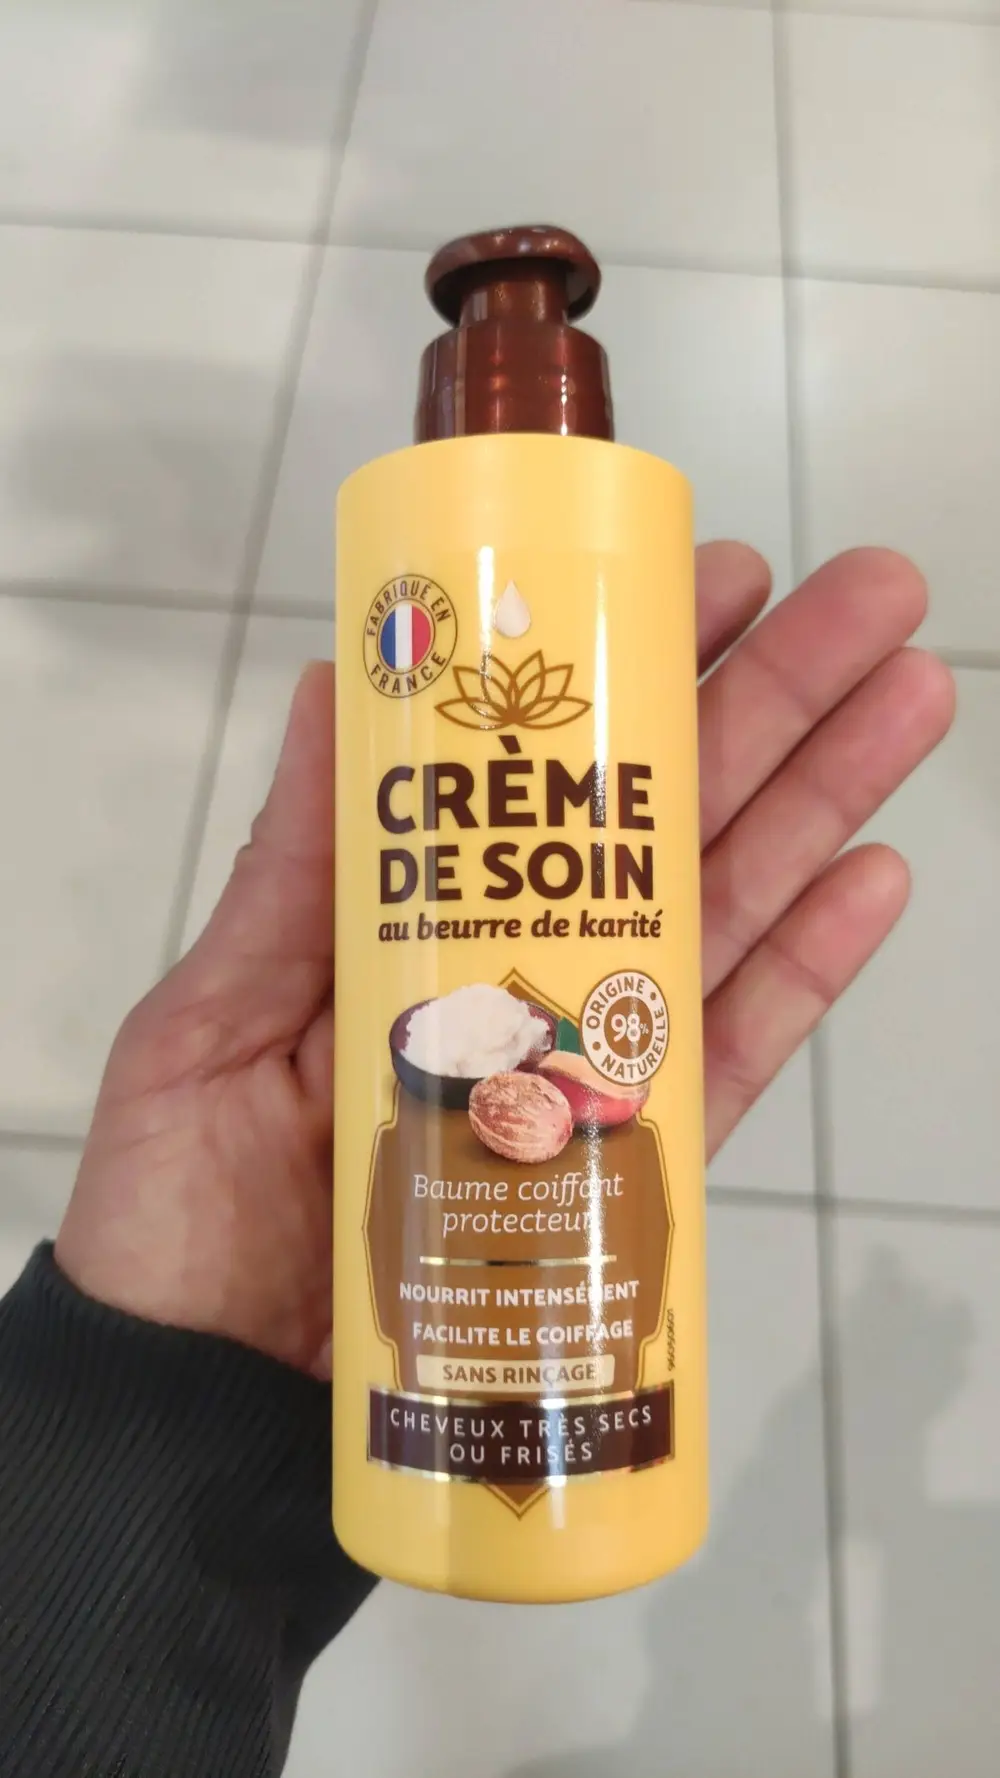 FABRIQUÉ EN
FRANCE
CRÈME
DE SOIN
au beurre de karité
ORIGINE
98%
NATURELLE
Baume coiffant
protecteur
NOURRIT INTENSÉMENT
FACILITE LE COIFFAGE
SANS RINÇAGE
CHEVEUX TRÈS SECS
OU FRISÉS